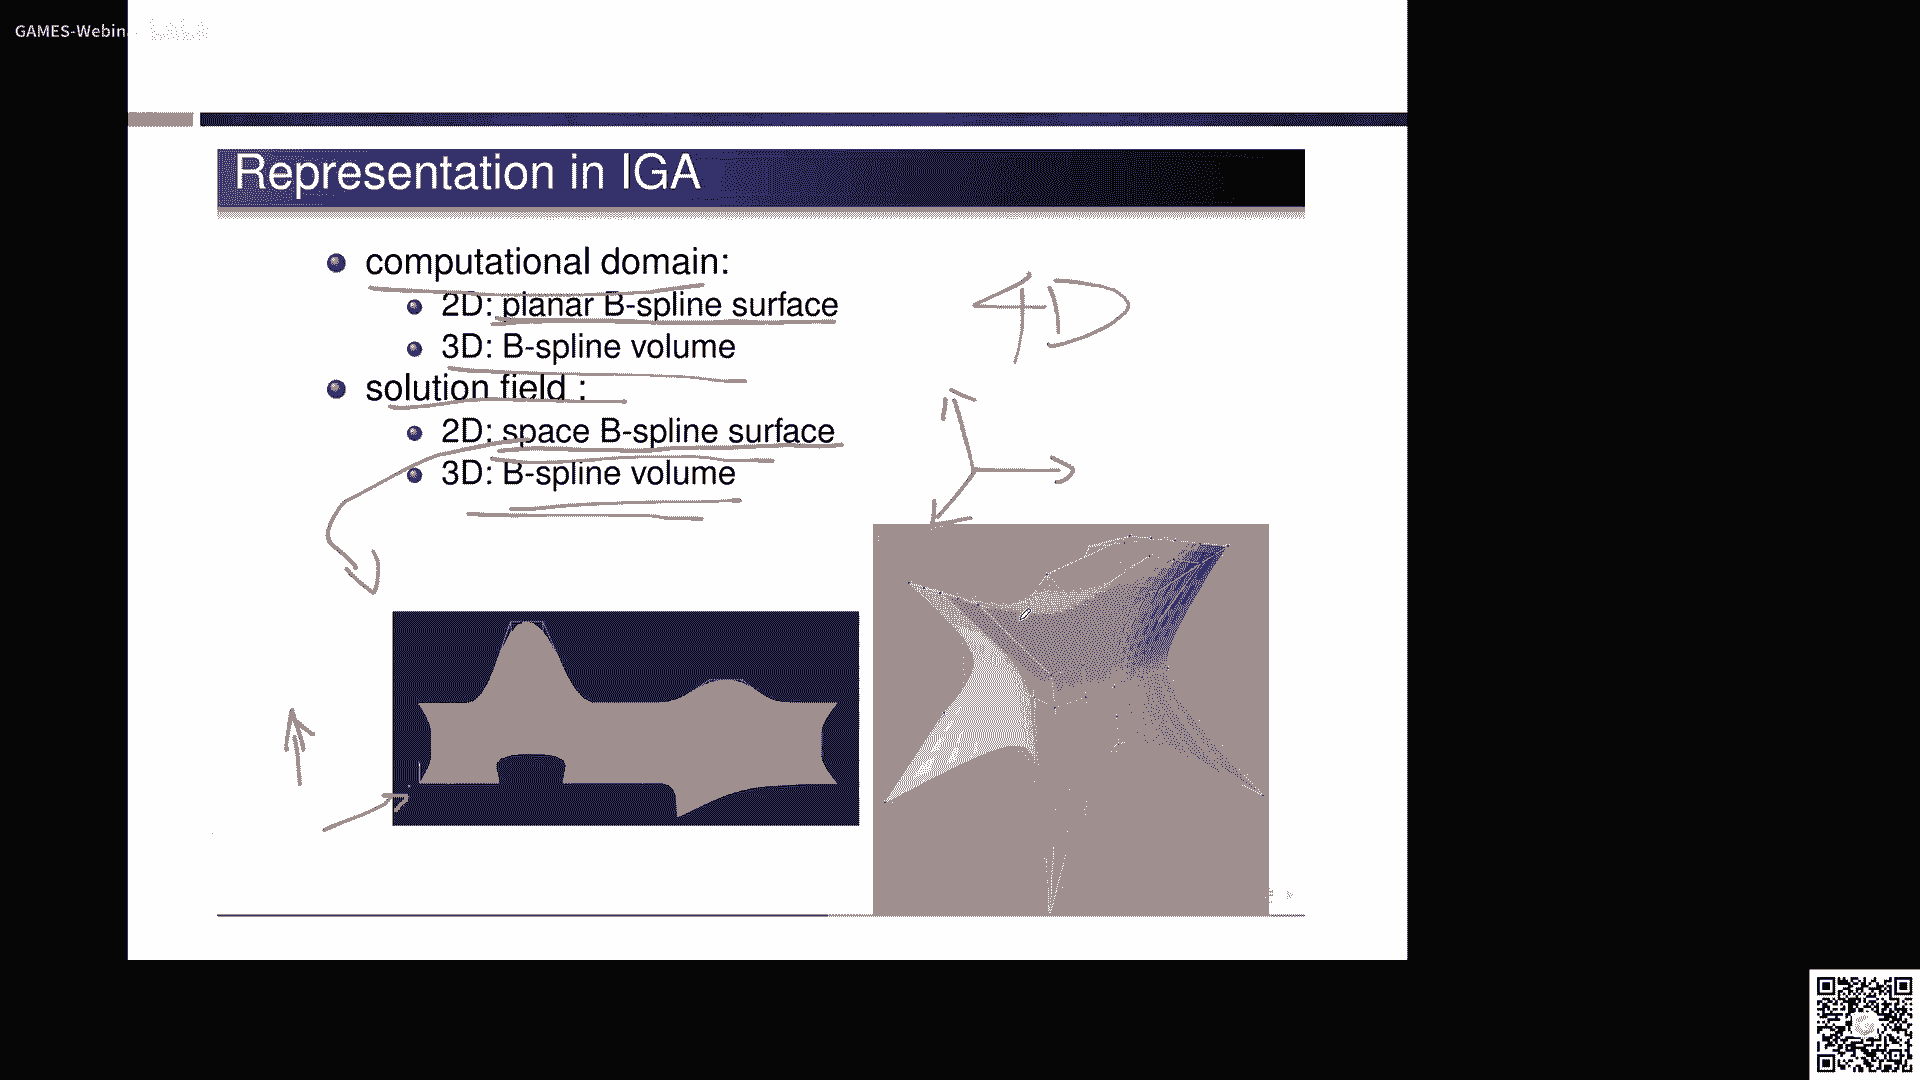 GAMES-Webin
Representation in IGA
computational domain:
2D: planar B-spline surface
3D: B-spline volume
solution field :
2D: space B-spline surface
3D: B-spline volume
4D